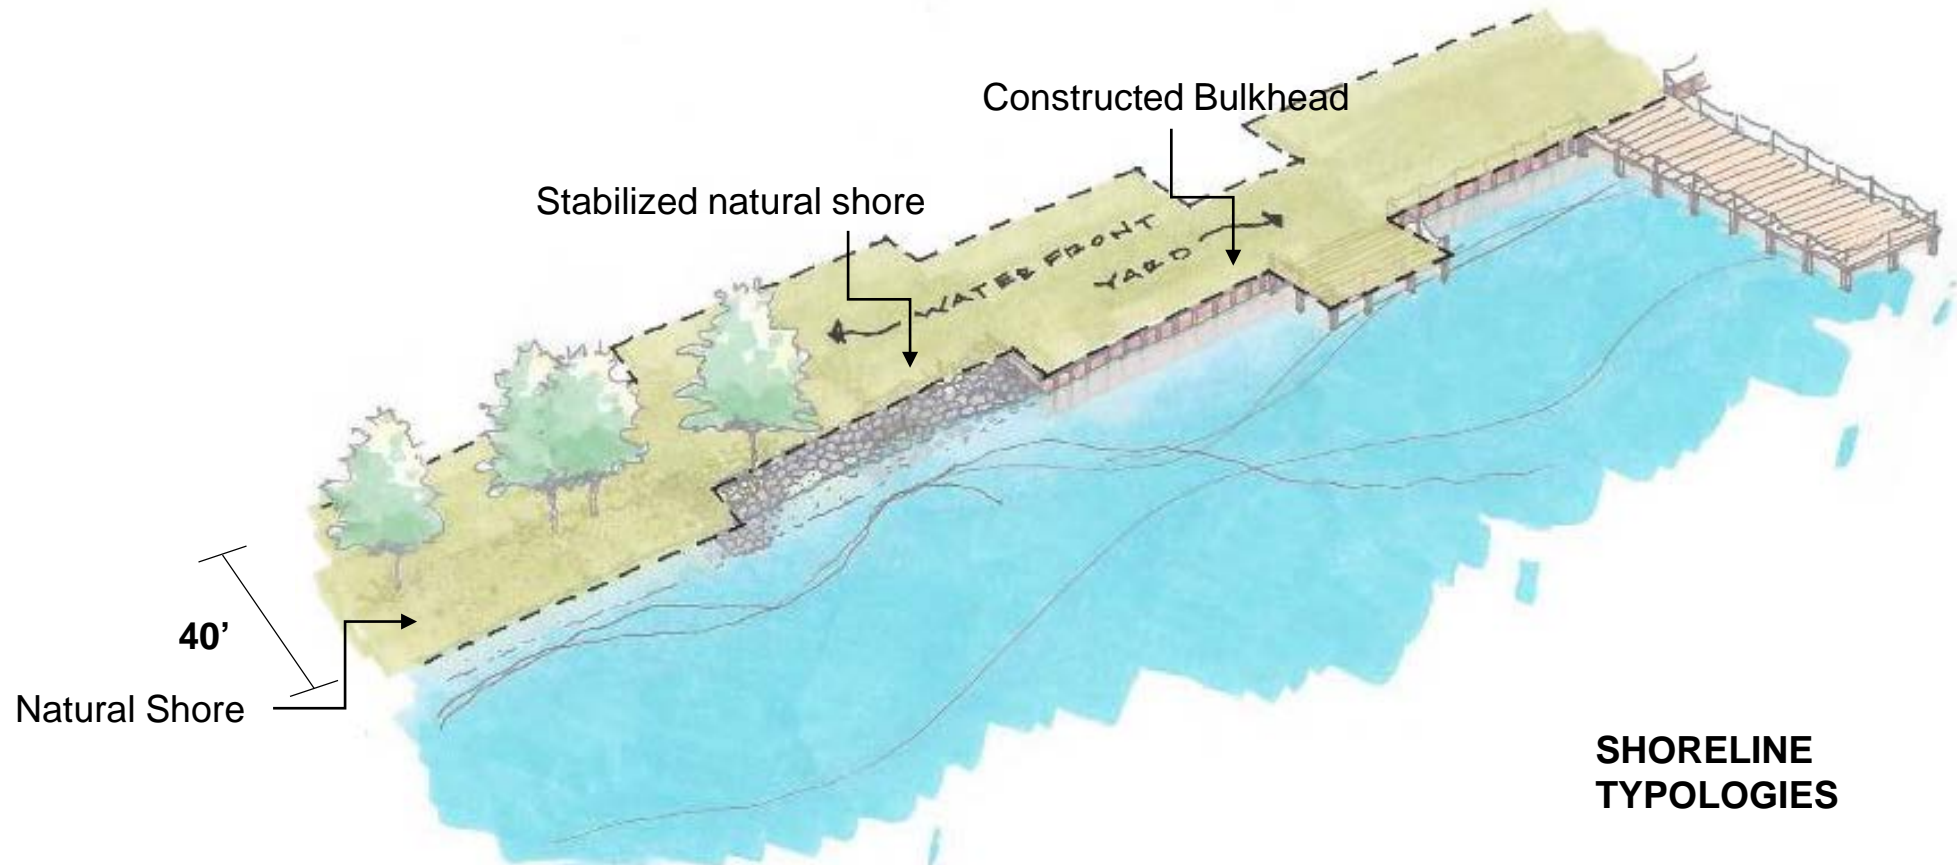 Constructed Bulkhead
Stabilized natural shore
WATERFRONT
YARD
40’
Natural Shore
SHORELINE
TYPOLOGIES